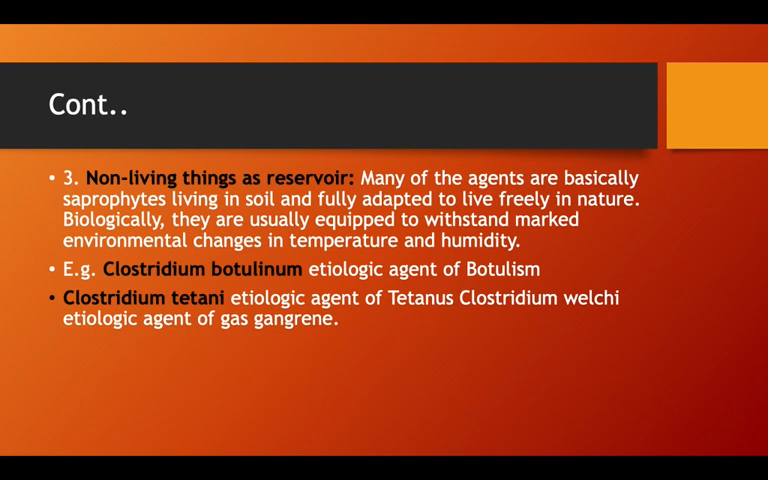 Cont..
• 3. Non-living things as reservoir: Many of the agents are basically
saprophytes living in soil and fully adapted to live freely in nature.
Biologically, they are usually equipped to withstand marked
environmental changes in temperature and humidity.
• E.g. Clostridium botulinum etiologic agent of Botulism
• Clostridium tetani etiologic agent of Tetanus Clostridium welchi
etiologic agent of gas gangrene.